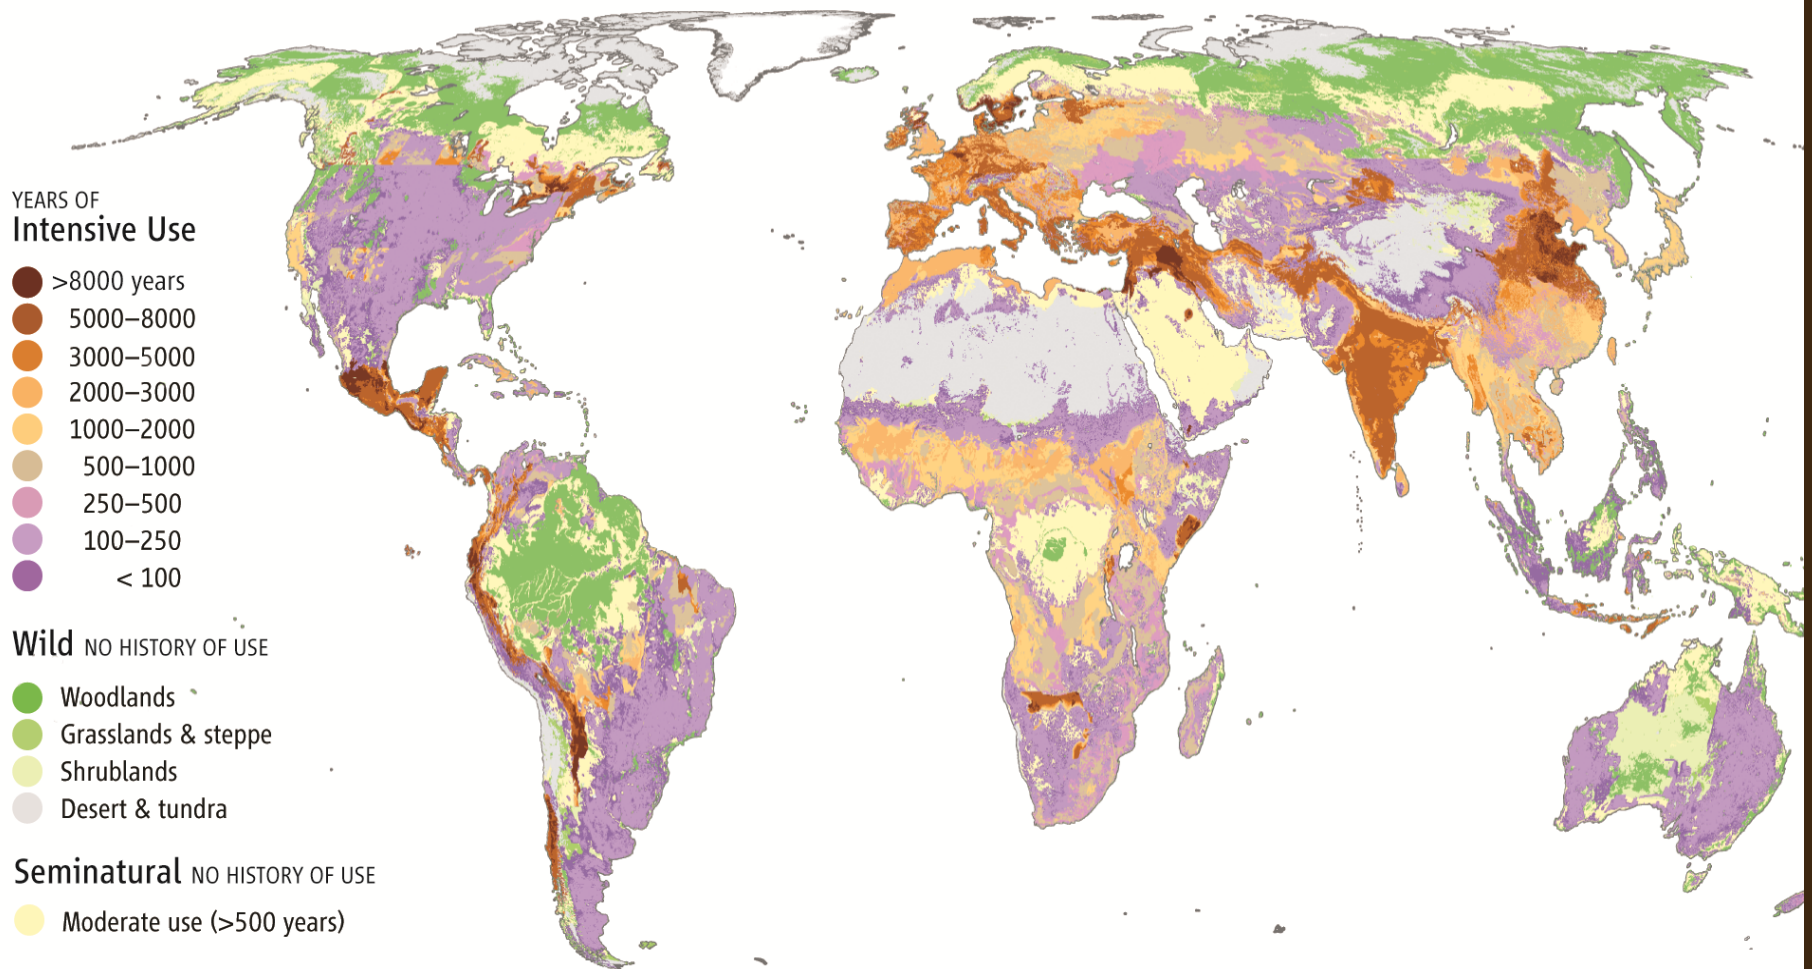 YEARS OF
Intensive Use
>8000 years
5000–8000
3000–5000
2000–3000
1000–2000
500–1000
250–500
100–250
< 100
Wild NO HISTORY OF USE
Woodlands
Grasslands & steppe
Shrublands
Desert & tundra
Seminatural NO HISTORY OF USE
Moderate use (>500 years)